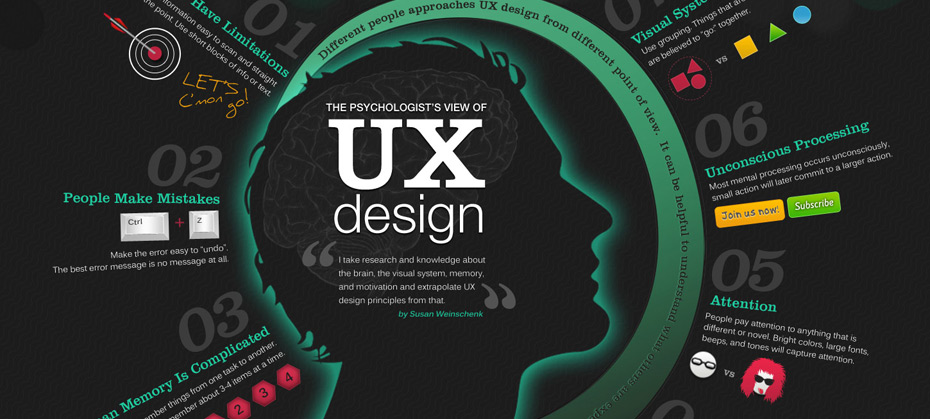 THE PSYCHOLOGIST'S VIEW OF
UX
design
“ I take research and knowledge about
the brain, the visual system, memory,
and motivation and extrapolate UX
design principles from that. ”
by Susan Weinschenk
Different people approaches UX design from different point of view. It can be helpful to understand what others
01
Have Limitations
information easy to scan and straight
the point. Use short blocks of info or text.
LET'S
C'mon go!
02
People Make Mistakes
Ctrl + Z
Make the error easy to “undo”.
The best error message is no message at all.
03
Memory Is Complicated
things from one task to another.
about 3-4 items at a time.
2 3 4
Visual
Use grouping. Things that are
are believed to “go” together.
vs
06
Unconscious Processing
Most mental processing occurs unconsciously,
small action will later commit to a larger action.
Join us now!
Subscribe
05
Attention
People pay attention to anything that is
different or novel. Bright colors, large fonts,
beeps, and tones will capture attention.
vs